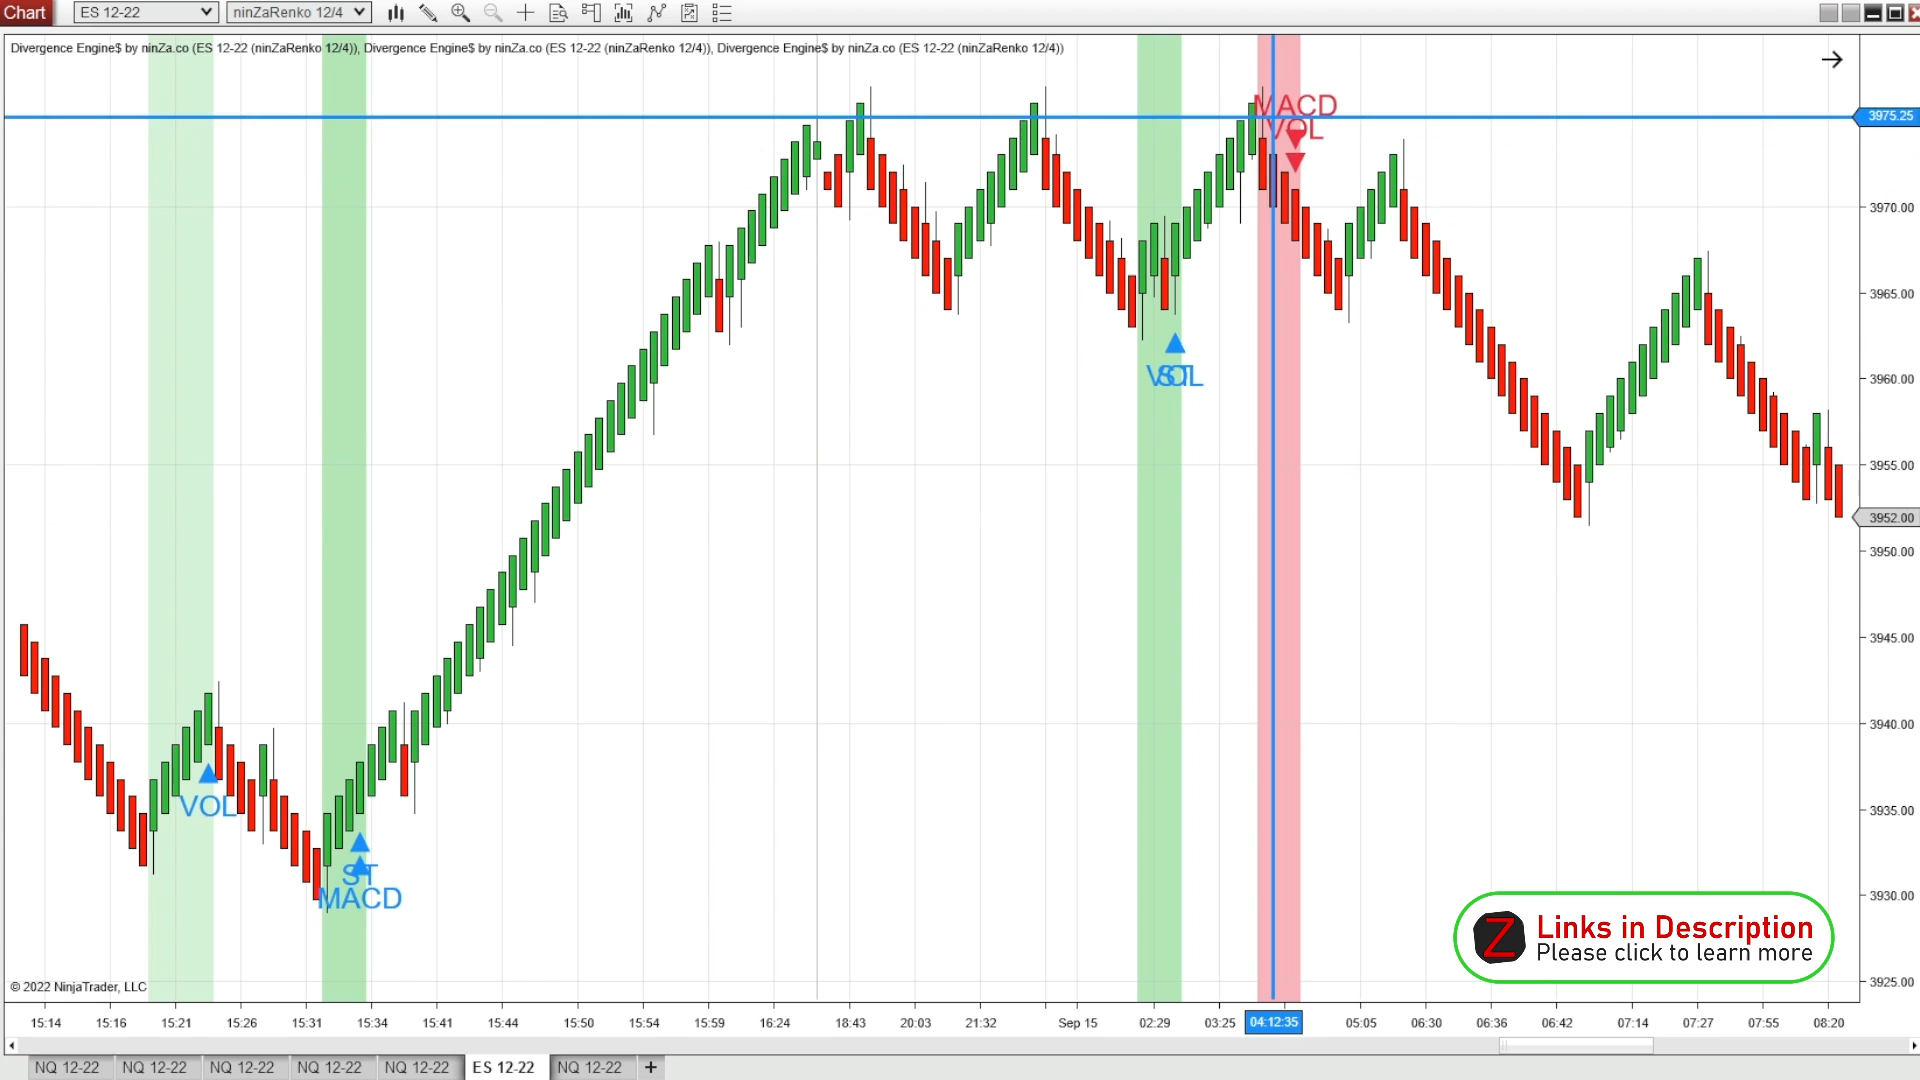 Chart ES 12-22 ninZaRenko 12/4
Divergence Engine$ by ninZa.co (ES 12-22 (ninZaRenko 12/4)), Divergence Engine$ by ninZa.co (ES 12-22 (ninZaRenko 12/4)), Divergence Engine$ by ninZa.co (ES 12-22 (ninZaRenko 12/4))
MACD
VOL
3975.25
3970.00
3965.00
3960.00
3955.00
3952.00
3950.00
3945.00
3940.00
3935.00
3930.00
3925.00
VOL
ST
MACD
VOL
ST
Links in Description
Please click to learn more
© 2022 NinjaTrader, LLC
15:14 15:16 15:21 15:26 15:31 15:34 15:41 15:44 15:50 15:54 15:59 16:24 18:43 20:03 21:32 Sep 15 02:29 03:25 04:12:35 05:05 06:30 06:36 06:42 07:14 07:27 07:55 08:20
NQ 12-22 NQ 12-22 NQ 12-22 NQ 12-22 NQ 12-22 ES 12-22 NQ 12-22 +